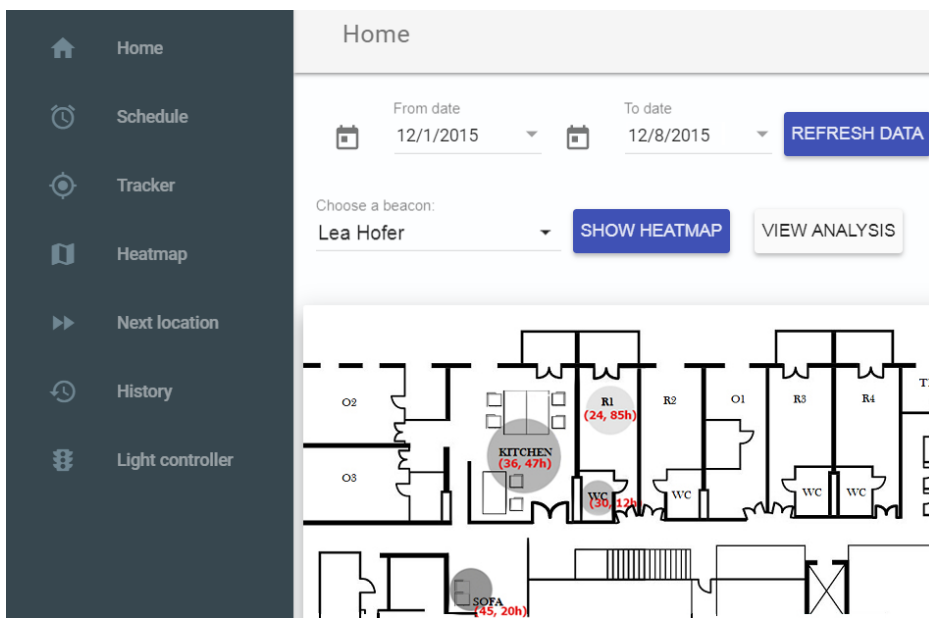 Home
Schedule
Tracker
Heatmap
Next location
History
Light controller
Home
From date
12/1/2015
To date
12/8/2015
REFRESH DATA
Choose a beacon:
Lea Hofer
SHOW HEATMAP
VIEW ANALYSIS
O2
R1
(24, 85h)
R2
O1
R3
R4
KITCHEN
(36, 47h)
O3
WC
(30, 12h)
WC
WC
WC
SOFA
(45, 20h)